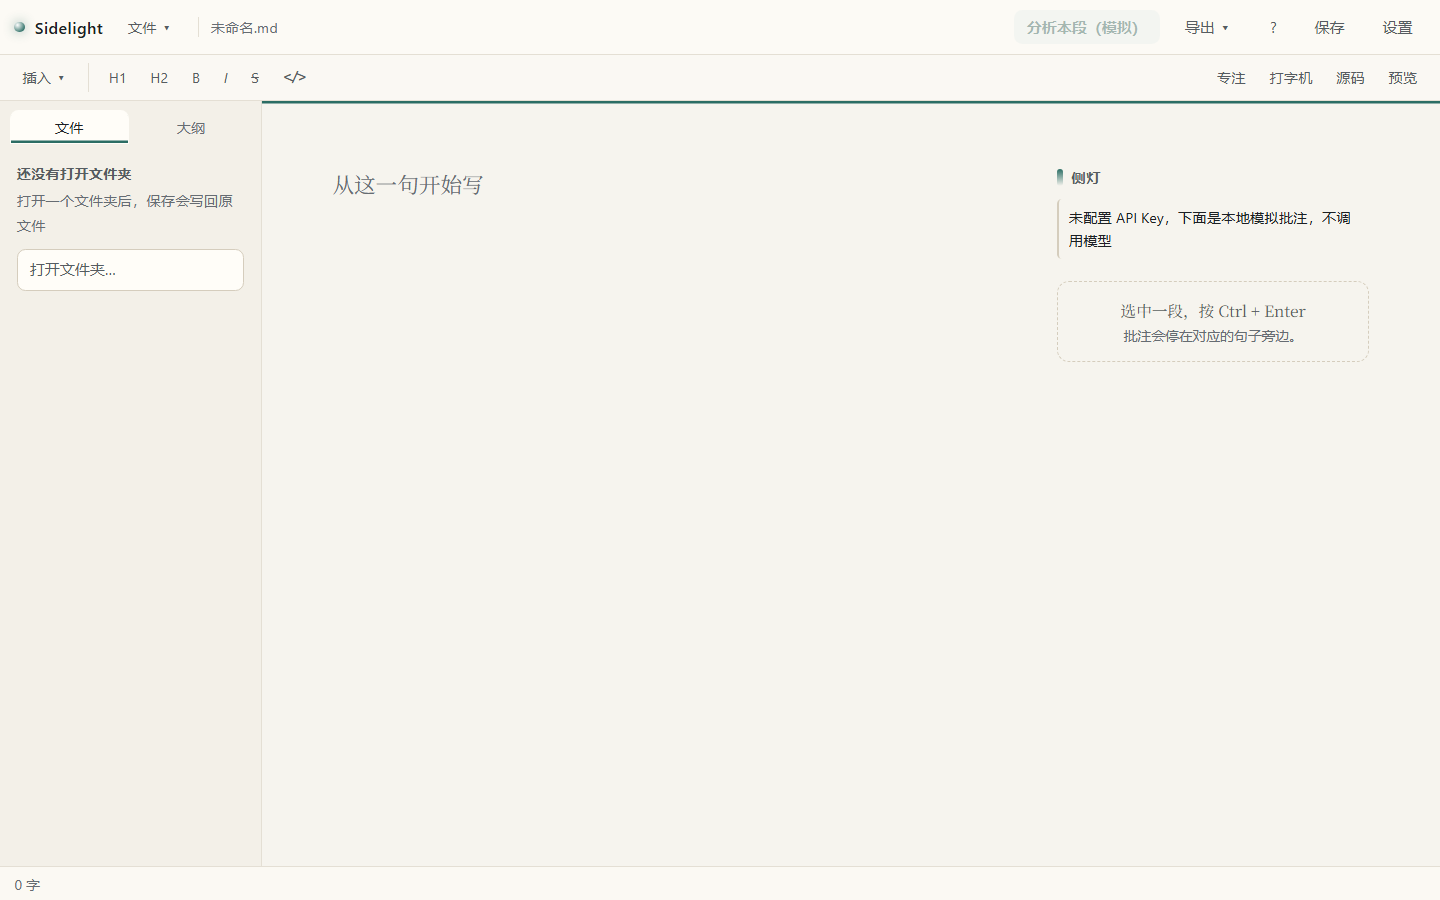 Sidelight 文件 ▾ 未命名.md 分析本段（模拟） 导出 ▾ ? 保存 设置
插入 ▾ H1 H2 B I S </> 专注 打字机 源码 预览
文件 大纲
还没有打开文件夹
打开一个文件夹后，保存会写回原
文件
打开文件夹...
从这一句开始写
侧灯
未配置 API Key，下面是本地模拟批注，不调
用模型
选中一段，按 Ctrl + Enter
批注会停在对应的句子旁边。
0 字